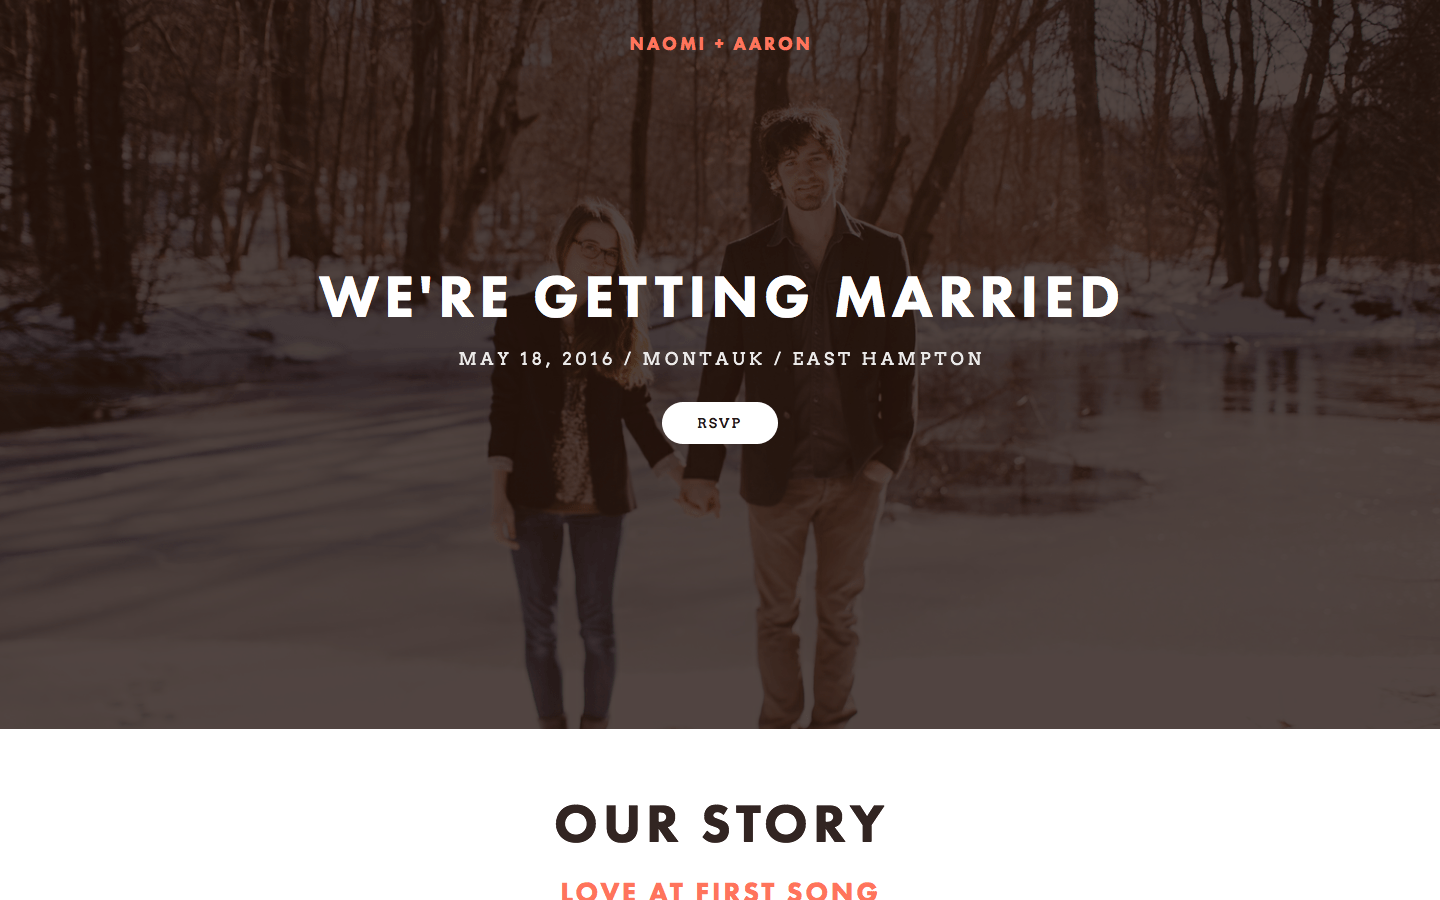 NAOMI + AARON
WE'RE GETTING MARRIED
MAY 18, 2016 / MONTAUK / EAST HAMPTON
RSVP
OUR STORY
LOVE AT FIRST SONG